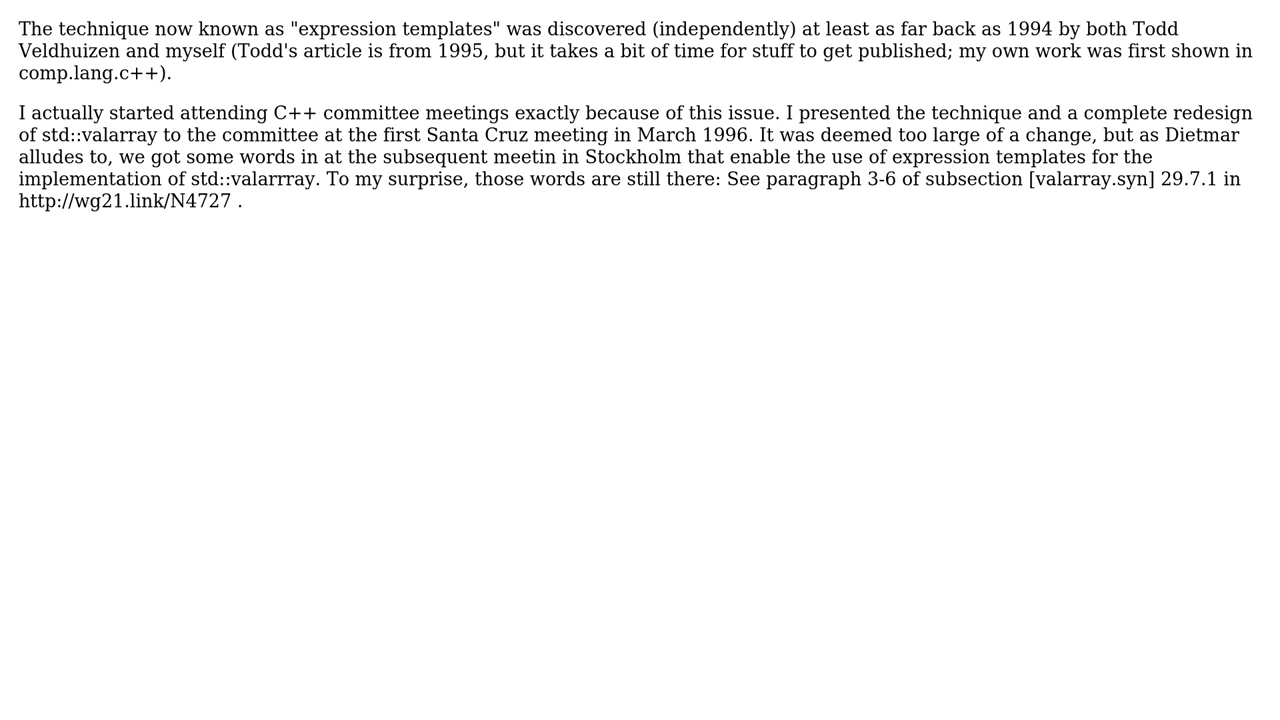 The technique now known as "expression templates" was discovered (independently) at least as far back as 1994 by both Todd
Veldhuizen and myself (Todd's article is from 1995, but it takes a bit of time for stuff to get published; my own work was first shown in
comp.lang.c++).
I actually started attending C++ committee meetings exactly because of this issue. I presented the technique and a complete redesign
of std::valarray to the committee at the first Santa Cruz meeting in March 1996. It was deemed too large of a change, but as Dietmar
alludes to, we got some words in at the subsequent meetin in Stockholm that enable the use of expression templates for the
implementation of std::valarrray. To my surprise, those words are still there: See paragraph 3-6 of subsection [valarray.syn] 29.7.1 in
http://wg21.link/N4727 .